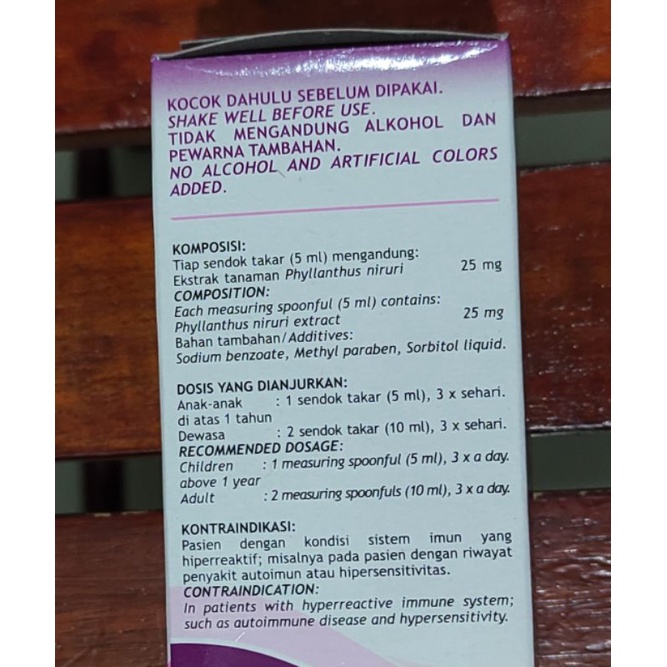 KOCOK DAHULU SEBELUM DIPAKAI.
SHAKE WELL BEFORE USE.
TIDAK MENGANDUNG ALKOHOL DAN
PEWARNA TAMBAHAN.
NO ALCOHOL AND ARTIFICIAL COLORS
ADDED.
KOMPOSISI:
Tiap sendok takar (5 ml) mengandung:
Ekstrak tanaman Phyllanthus niruri 25 mg
COMPOSITION:
Each measuring spoonful (5 ml) contains:
Phyllanthus niruri extract 25 mg
Bahan tambahan/Additives:
Sodium benzoate, Methyl paraben, Sorbitol liquid.
DOSIS YANG DIANJURKAN:
Anak-anak : 1 sendok takar (5 ml), 3 x sehari.
di atas 1 tahun
Dewasa : 2 sendok takar (10 ml), 3 x sehari.
RECOMMENDED DOSAGE:
Children : 1 measuring spoonful (5 ml), 3 x a day.
above 1 year
Adult : 2 measuring spoonfuls (10 ml), 3 x a day.
KONTRAINDIKASI:
Pasien dengan kondisi sistem imun yang
hiperreaktif; misalnya pada pasien dengan riwayat
penyakit autoimun atau hipersensitivitas.
CONTRAINDICATION:
In patients with hyperreactive immune system;
such as autoimmune disease and hypersensitivity.